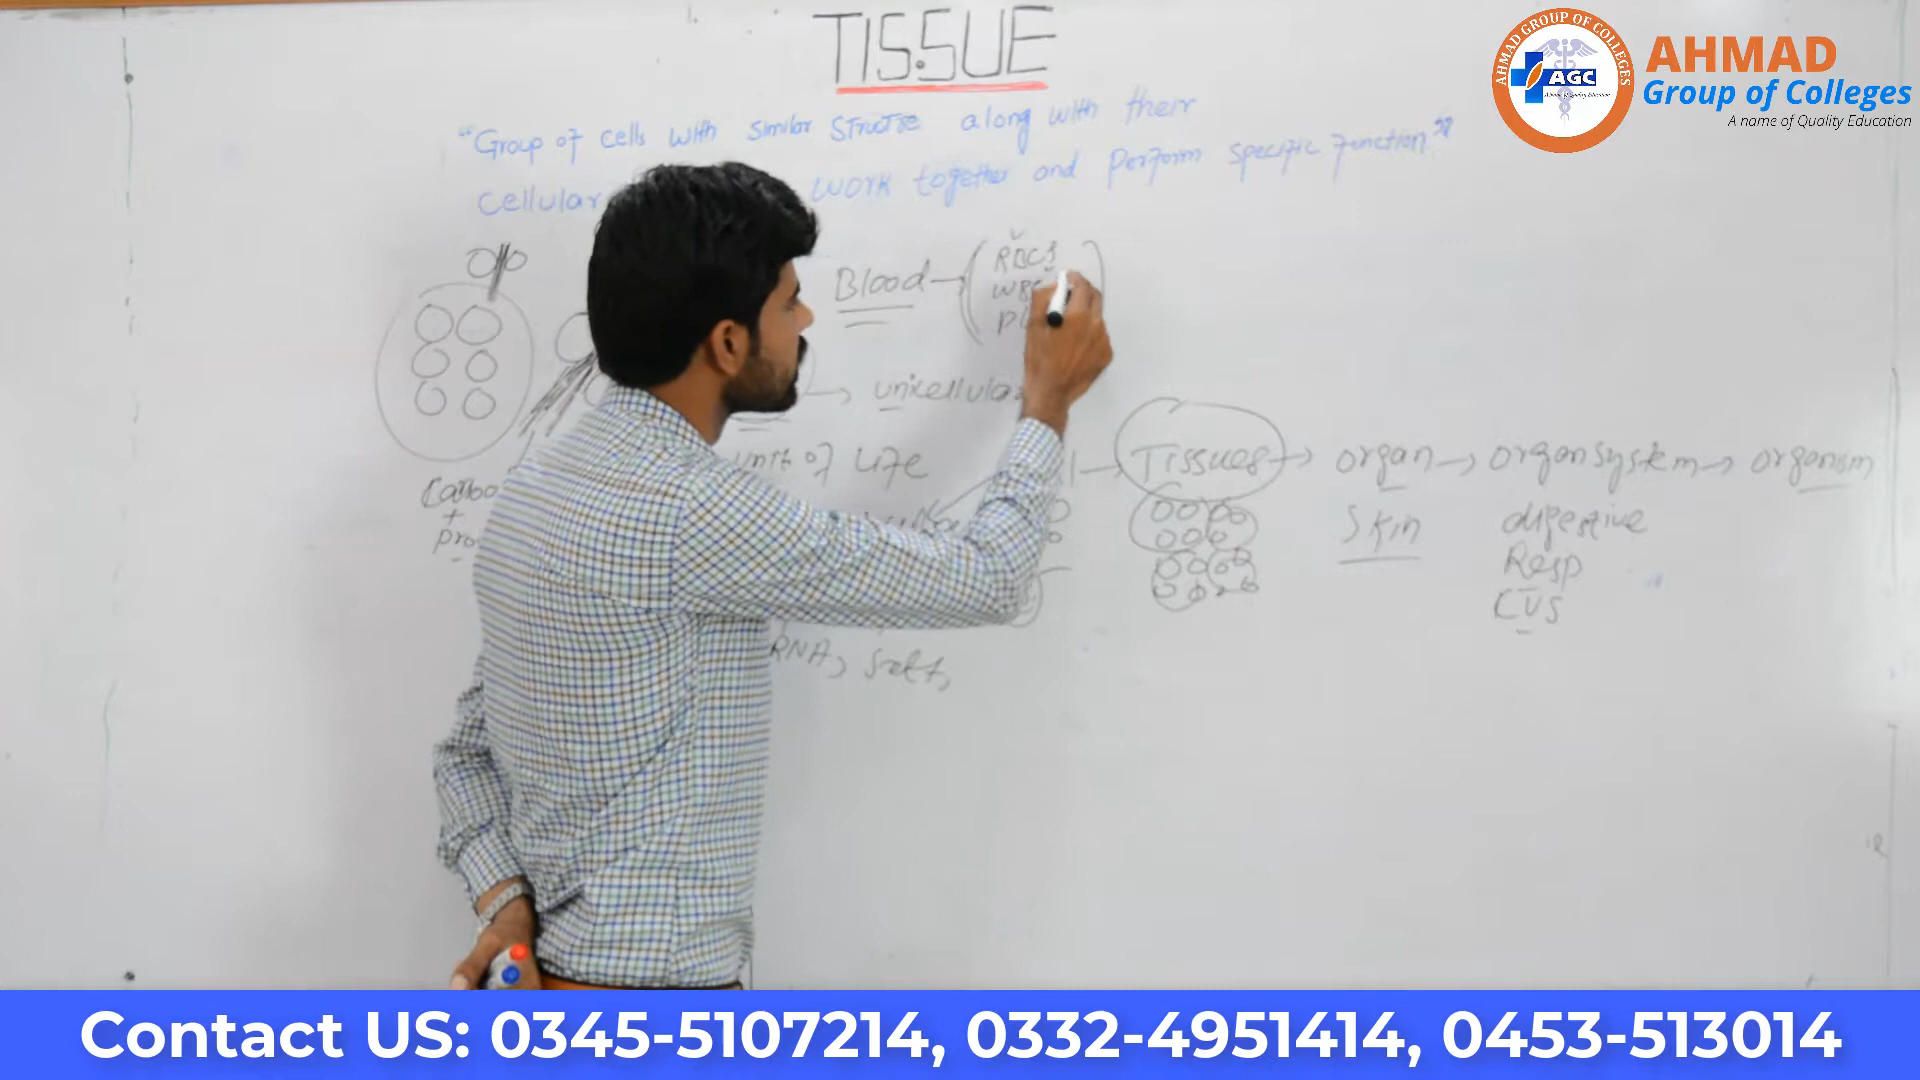 TISSUE
"Group of cells with similar structre along with their
cellular work together and perform specific function."
Blood → RBCs
unicellular
unit of Life
Tissues → organ → organ system → organism
skin
digestive
Resp
CVS
RNA, salt,
AHMAD GROUP OF COLLEGES
AGC
AHMAD
Group of Colleges
A name of Quality Education
Contact US: 0345-5107214, 0332-4951414, 0453-513014